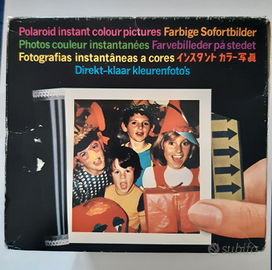 Polaroid instant colour pictures Farbige Sofortbilder
Photos couleur instantanées Farvebilleder på stedet
Fotografias instantâneas a cores インスタント カラー写真
Direkt-klaar kleurenfoto's
subito